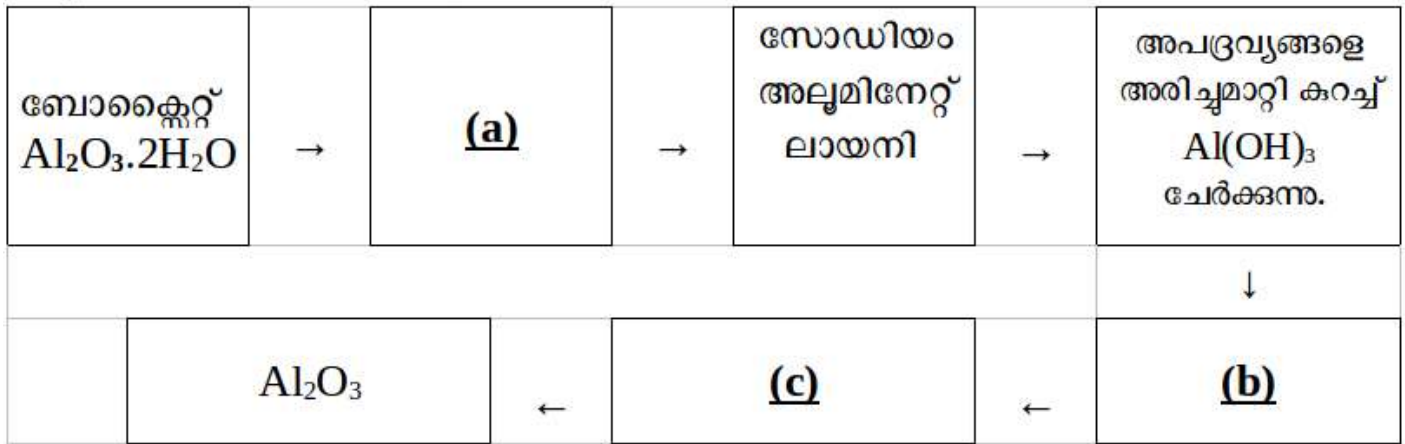 ബോക്സൈറ്റ്
Al₂O₃.2H₂O
→
(a)
→
സോഡിയം
അലൂമിനേറ്റ്
ലായനി
→
അപദ്രവ്യങ്ങളെ
അരിച്ചുമാറ്റി കുറച്ച്
Al(OH)₃
ചേർക്കുന്നു.
↓
Al₂O₃
←
(c)
←
(b)